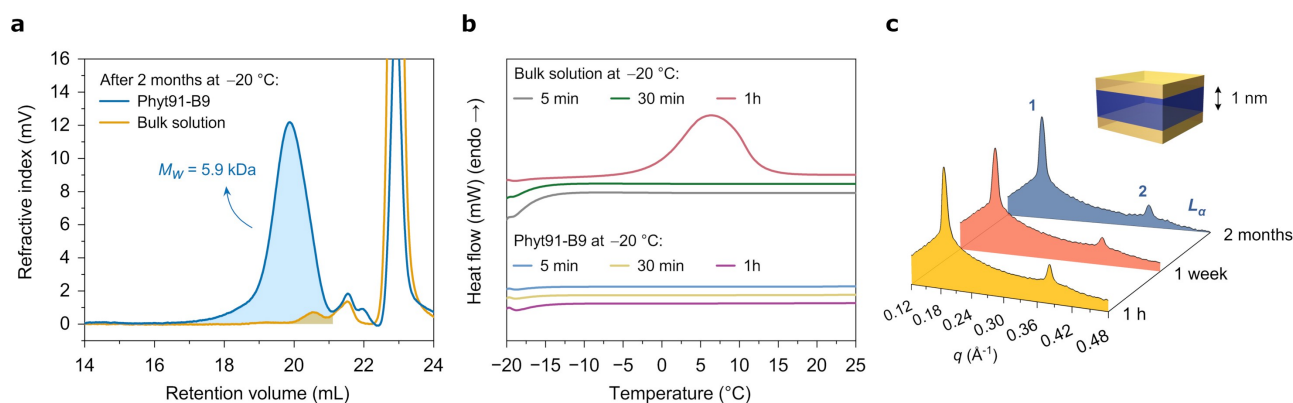 a
16
14
12
10
8
6
4
2
0
Refractive index (mV)
After 2 months at −20 °C:
Phyt91-B9
Bulk solution
M_W = 5.9 kDa
14 16 18 20 22 24
Retention volume (mL)
b
Heat flow (mW) (endo →)
Bulk solution at −20 °C:
5 min 30 min 1h
Phyt91-B9 at −20 °C:
5 min 30 min 1h
−20 −15 −10 −5 0 5 10 15 20 25
Temperature (°C)
c
1 nm
1
2
L_α
2 months
1 week
1 h
0.12 0.18 0.24 0.30 0.36 0.42 0.48
q (Å⁻¹)